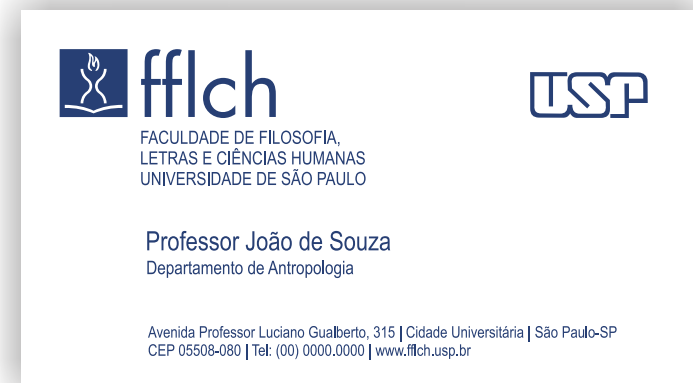 fflch
USP
FACULDADE DE FILOSOFIA,
LETRAS E CIÊNCIAS HUMANAS
UNIVERSIDADE DE SÃO PAULO
Professor João de Souza
Departamento de Antropologia
Avenida Professor Luciano Gualberto, 315 | Cidade Universitária | São Paulo-SP
CEP 05508-080 | Tel: (00) 0000.0000 | www.fflch.usp.br